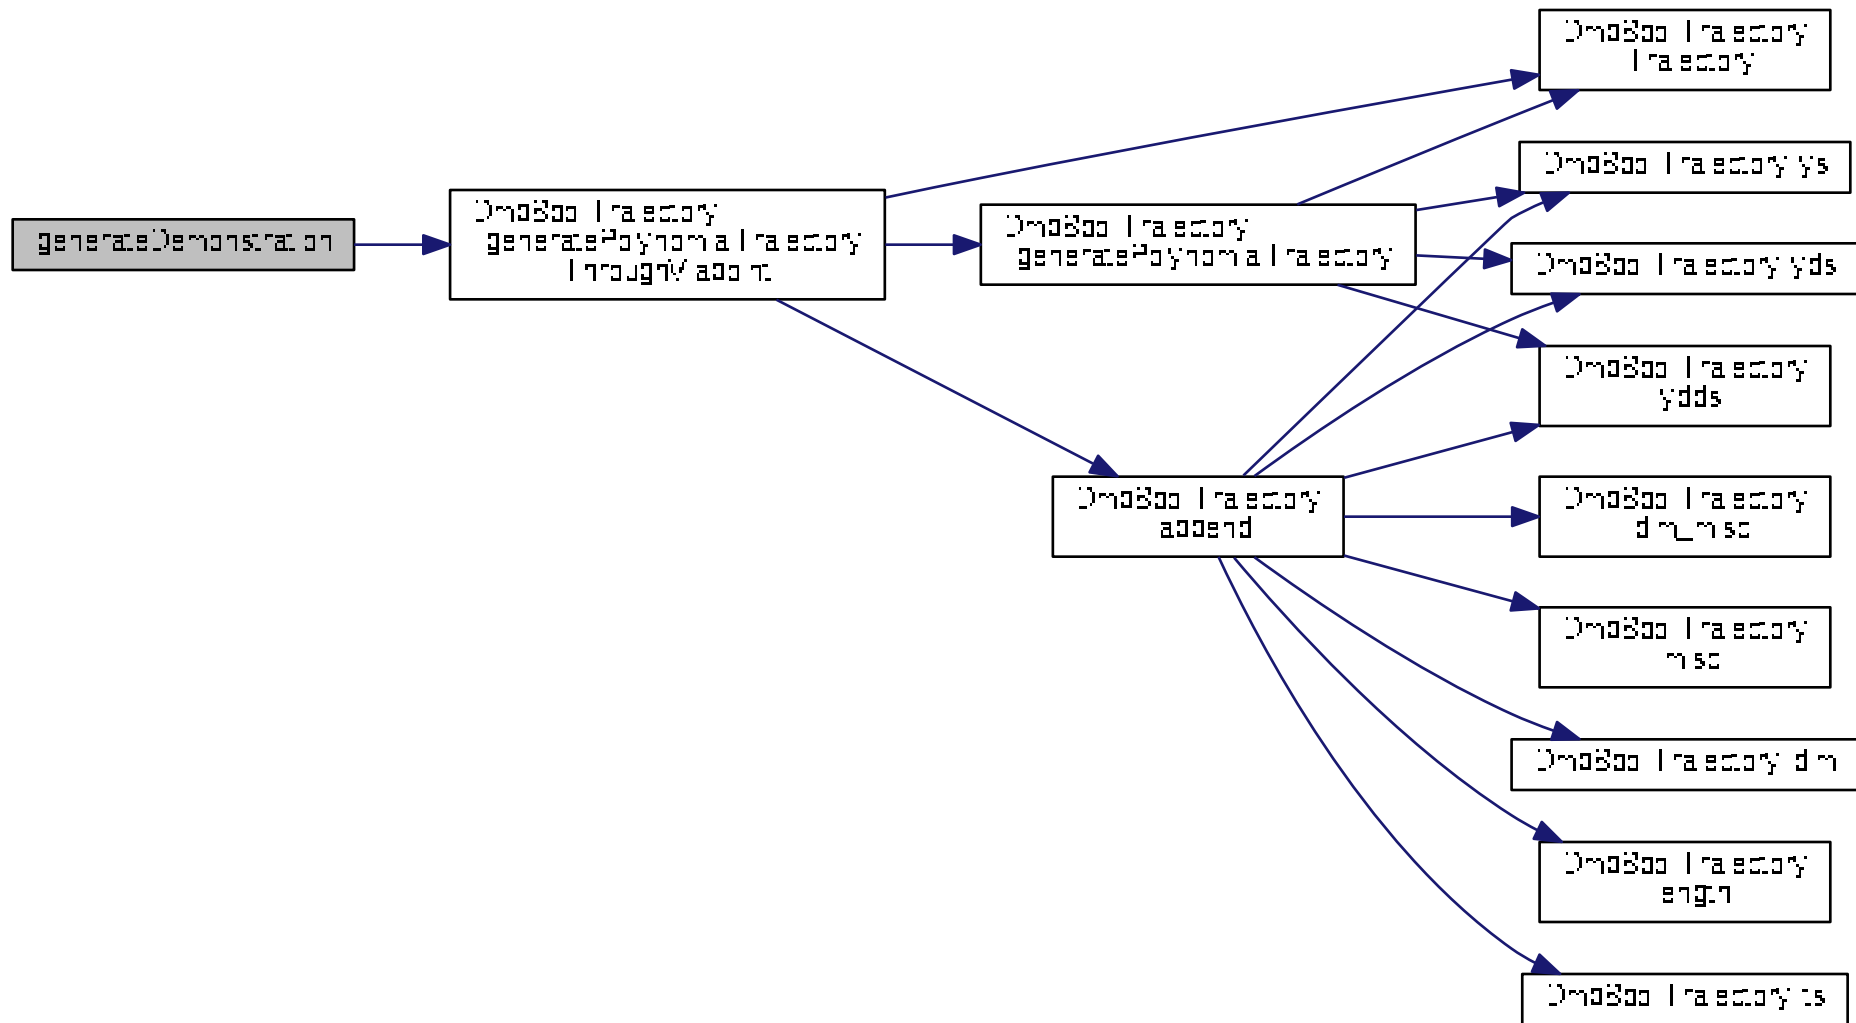 generateDemonstration
DmpBbo::Trajectory::
generatePolynomialTrajectory
ThroughViapoint
DmpBbo::Trajectory::
generatePolynomialTrajectory
DmpBbo::Trajectory::
append
DmpBbo::Trajectory::
Trajectory
DmpBbo::Trajectory::ys
DmpBbo::Trajectory::yds
DmpBbo::Trajectory::
ydds
DmpBbo::Trajectory::
dim_misc
DmpBbo::Trajectory::
misc
DmpBbo::Trajectory::dim
DmpBbo::Trajectory::
length
DmpBbo::Trajectory::ts